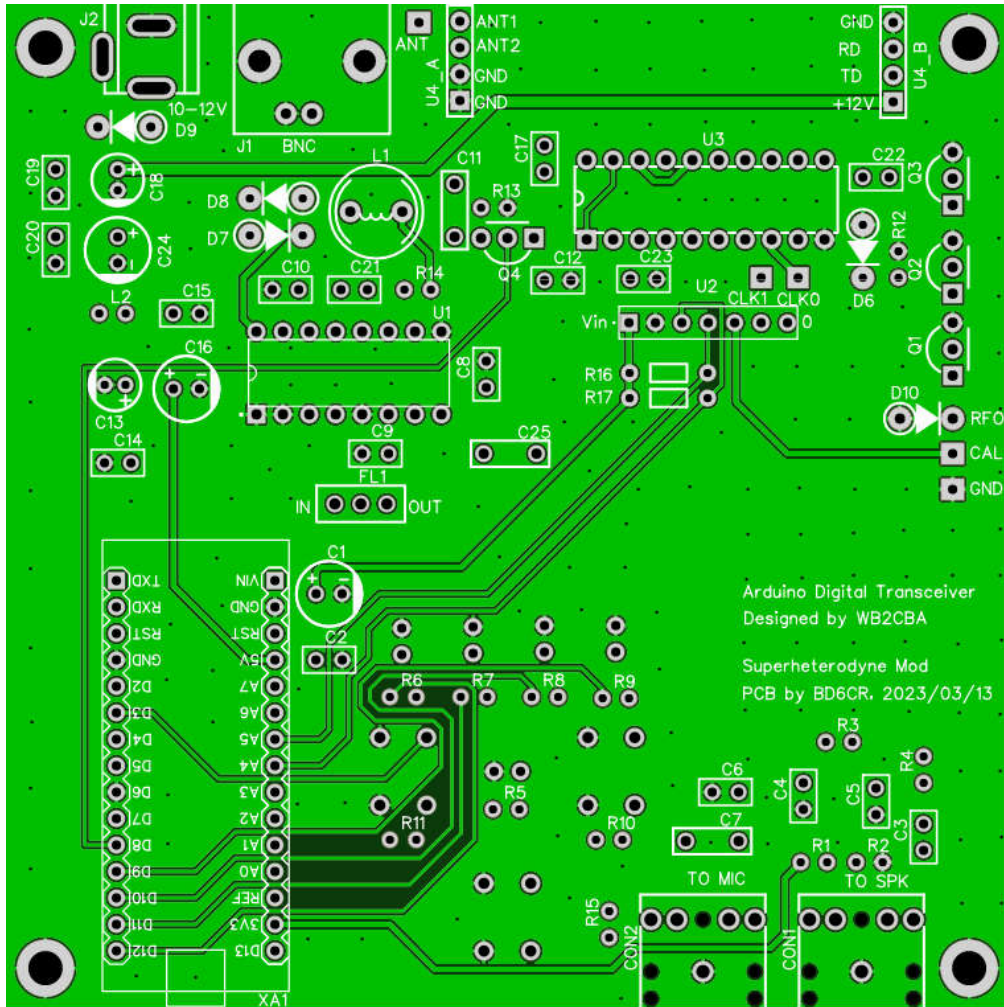 J2
ANT
ANT1
ANT2
GND
GND
U4_A
GND
RD
TD
+12V
U4_B
10-12V
D9
J1
BNC
C19
+
C18
L1
C11
C17
U3
C22
Q3
D8
R13
C20
+
-
C24
D7
Q4
R12
C10
C21
R14
C12
C23
D6
Q2
L2
C15
U1
U2
CLK1
CLK0
Vin
0
C16
+
-
C8
R16
R17
Q1
C13
+
D10
RFO
C14
C9
C25
CAL
FL1
IN
OUT
GND
C1
+
-
TXD
RXD
RST
GND
D2
D3
D4
D5
D6
D7
D8
D9
D10
D11
D12
VIN
GND
RST
5V
A7
A6
A5
A4
A3
A2
A1
A0
REF
3V3
D13
XA1
Arduino Digital Transceiver
Designed by WB2CBA
Superheterodyne Mod
PCB by BD6CR. 2023/03/13
C2
R6
R7
R8
R9
R3
R4
R5
C6
C4
C5
R11
R10
C7
C3
R1
R2
TO MIC
TO SPK
R15
CON2
CON1